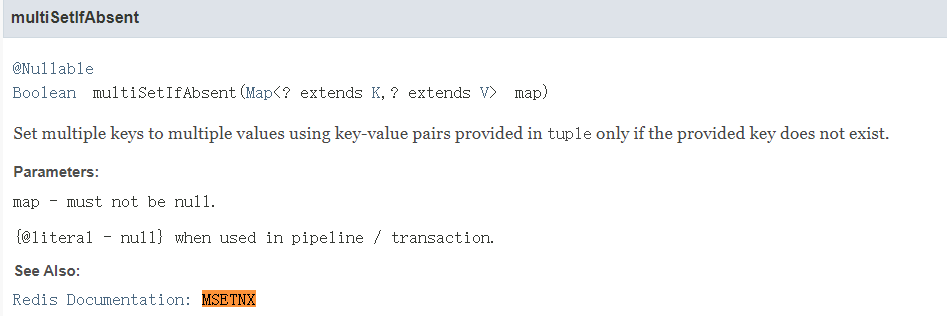 multiSetIfAbsent
@Nullable
Boolean multiSetIfAbsent(Map<? extends K,? extends V> map)
Set multiple keys to multiple values using key-value pairs provided in tuple only if the provided key does not exist.
Parameters:
map - must not be null.
{@literal - null} when used in pipeline / transaction.
See Also:
Redis Documentation: MSETNX